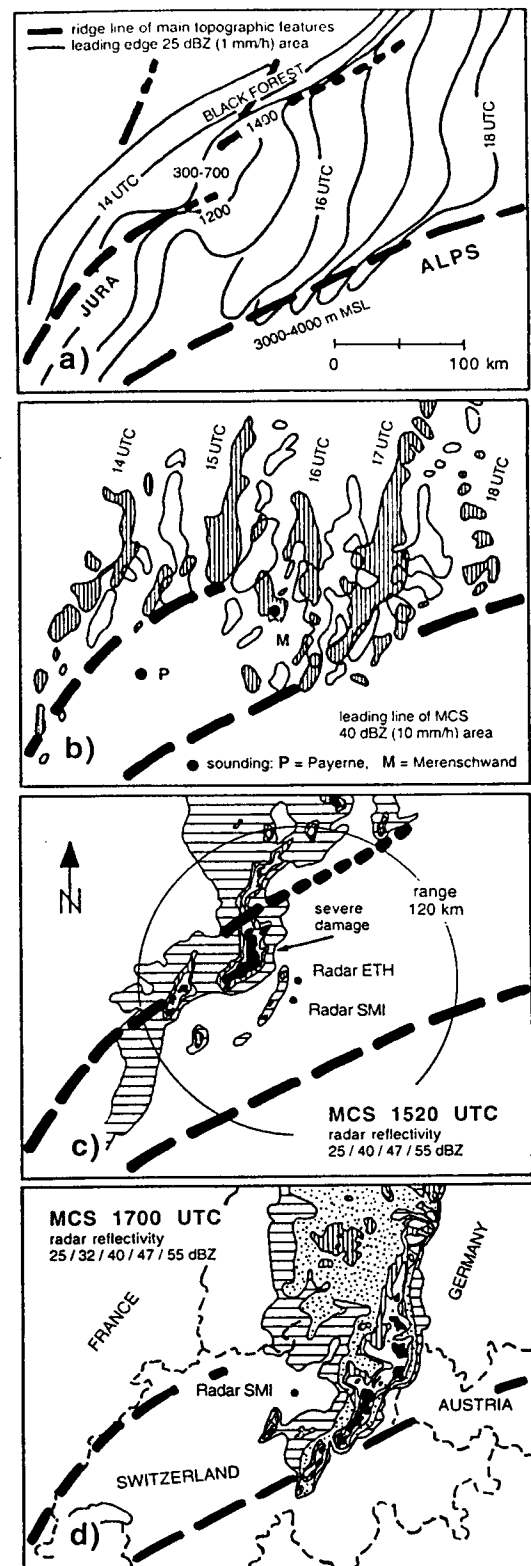 ridge line of main topographic features
leading edge 25 dBZ (1 mm/h) area
BLACK FOREST
1400
14 UTC
300-700
1200
16 UTC
18 UTC
JURA
ALPS
3000-4000 m MSL
0 100 km
a)
14 UTC
15 UTC
16 UTC
17 UTC
18 UTC
M
P
leading line of MCS
40 dBZ (10 mm/h) area
b)
sounding: P = Payerne, M = Merenschwand
N
range
120 km
severe
damage
Radar ETH
Radar SMI
MCS 1520 UTC
radar reflectivity
25 / 40 / 47 / 55 dBZ
c)
MCS 1700 UTC
radar reflectivity
25 / 32 / 40 / 47 / 55 dBZ
FRANCE
GERMANY
Radar SMI
AUSTRIA
SWITZERLAND
d)